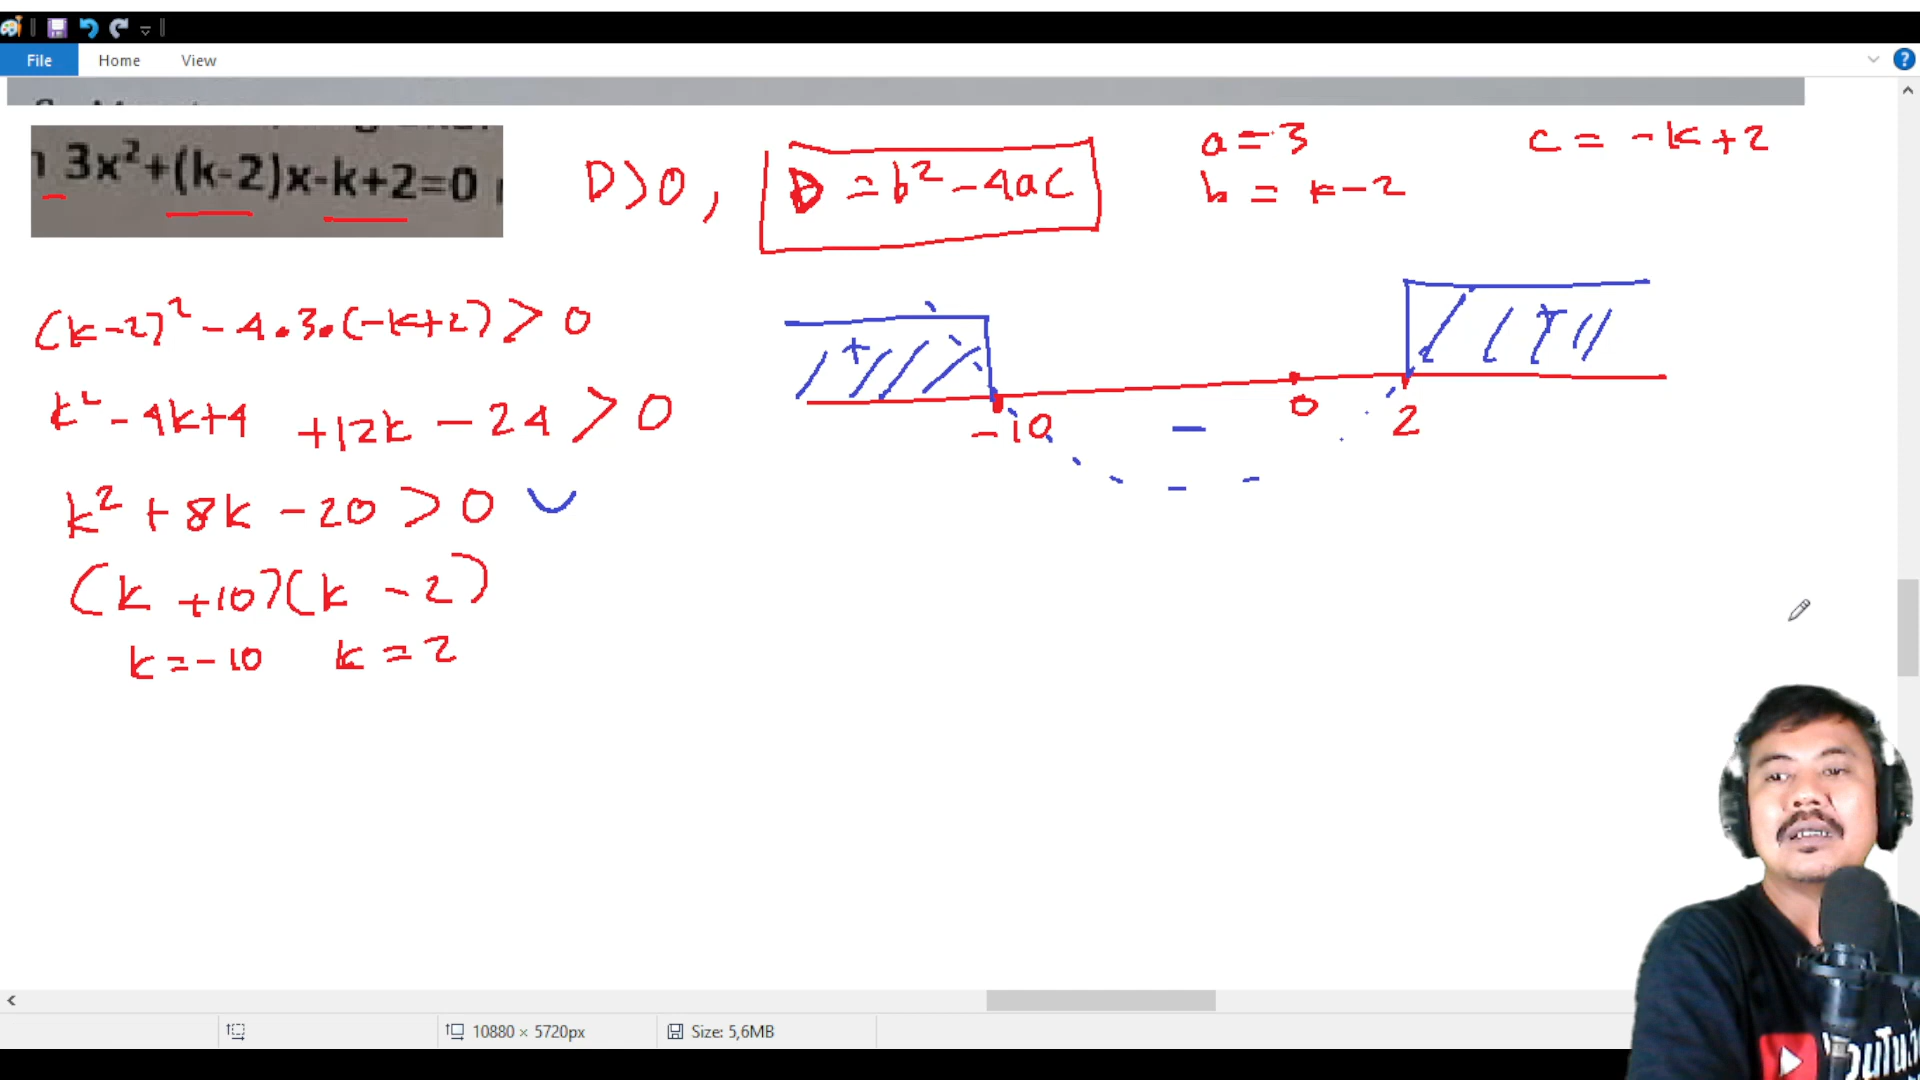 File Home View
3x²+(k-2)x-k+2=0
D>0, D = b² - 4ac
a = 3
b = k - 2
c = -k + 2
(k-2)² - 4.3.(-k+2) > 0
k² - 4k+4 +12k - 24 > 0
k² + 8k - 20 > 0
(k +10)(k - 2)
k = -10 k = 2
+ +
-10 - 0 2
10880 × 5720px Size: 5,6MB